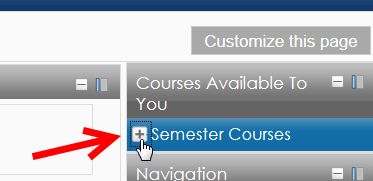 Customize this page
Courses Available To
You
Semester Courses
Navigation